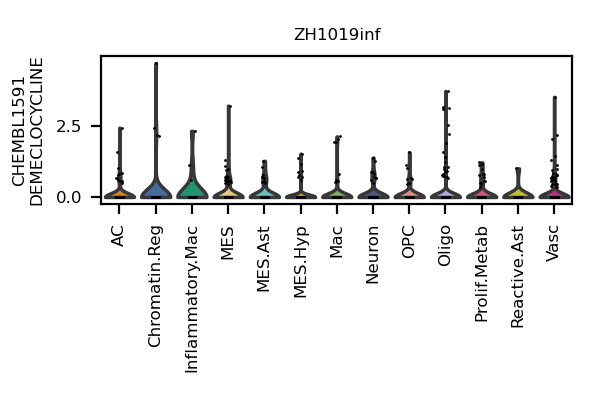 ZH1019inf
CHEMBL1591
DEMECLOCYCLINE
2.5
0.0
AC
Chromatin.Reg
Inflammatory.Mac
MES
MES.Ast
MES.Hyp
Mac
Neuron
OPC
Oligo
Prolif.Metab
Reactive.Ast
Vasc